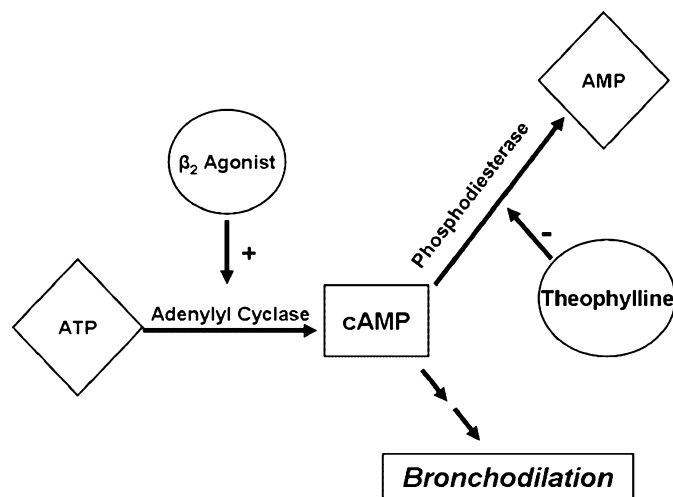 AMP
β₂ Agonist
Phosphodiesterase
+
-
Theophylline
ATP
Adenylyl Cyclase
cAMP
Bronchodilation